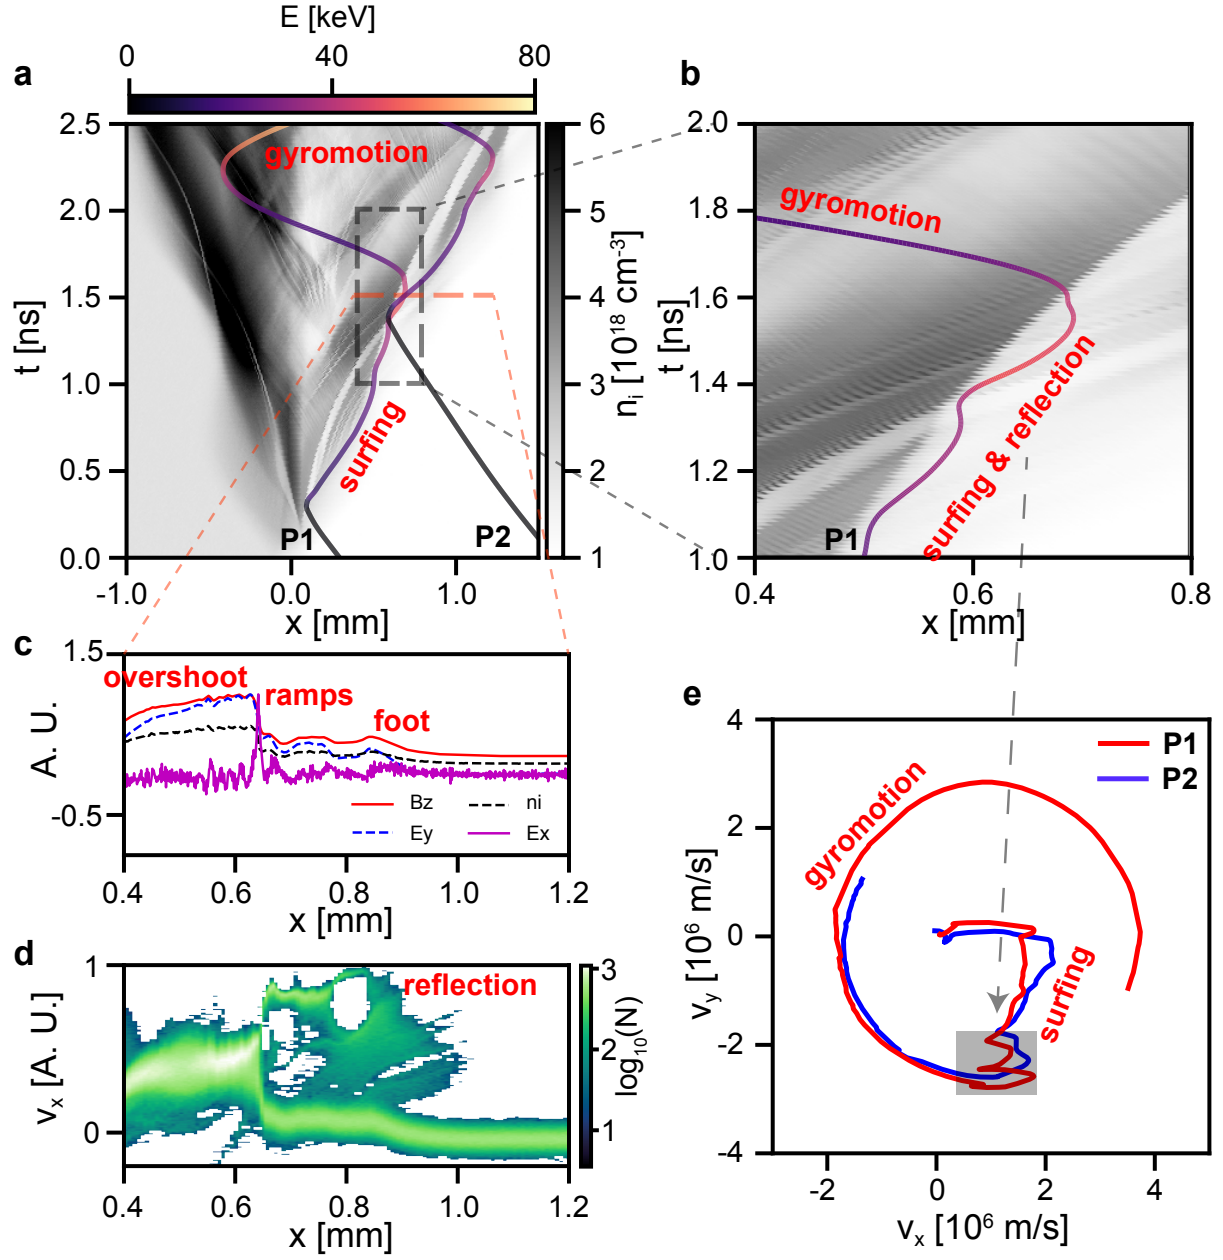 E [keV]
0 40 80
a
2.5
2.0
1.5
1.0
0.5
0.0
t [ns]
gyromotion
surfing
P1
P2
-1.0 0.0 1.0
x [mm]
6
5
4
3
2
1
n_i [10^18 cm^-3]
b
2.0
1.8
1.6
1.4
1.2
1.0
t [ns]
gyromotion
surfing & reflection
P1
0.4 0.6 0.8
x [mm]
c
1.5
-0.5
A. U.
overshoot
ramps
foot
Bz
ni
Ey
Ex
0.4 0.6 0.8 1.0 1.2
x [mm]
d
1
0
v_x [A. U.]
reflection
3
2
1
log_10(N)
0.4 0.6 0.8 1.0 1.2
x [mm]
e
4
2
0
-2
-4
v_y [10^6 m/s]
P1
P2
gyromotion
surfing
-2 0 2 4
v_x [10^6 m/s]